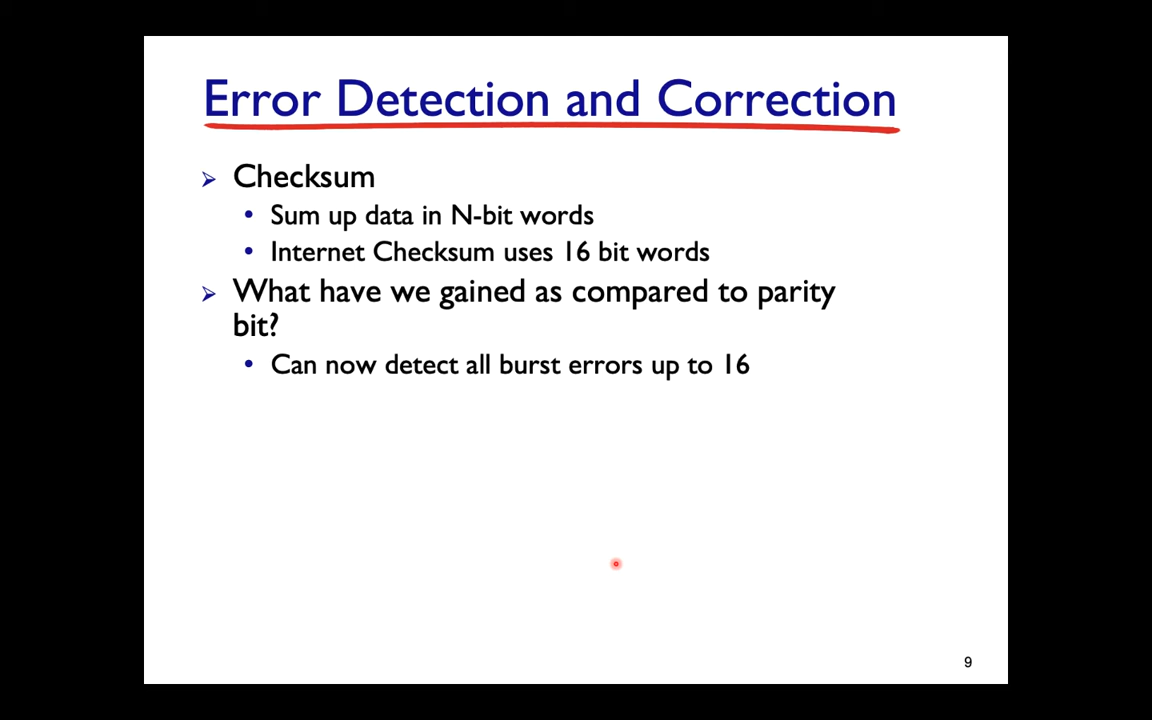 Error Detection and Correction
➢ Checksum
• Sum up data in N-bit words
• Internet Checksum uses 16 bit words
➢ What have we gained as compared to parity
bit?
• Can now detect all burst errors up to 16
9